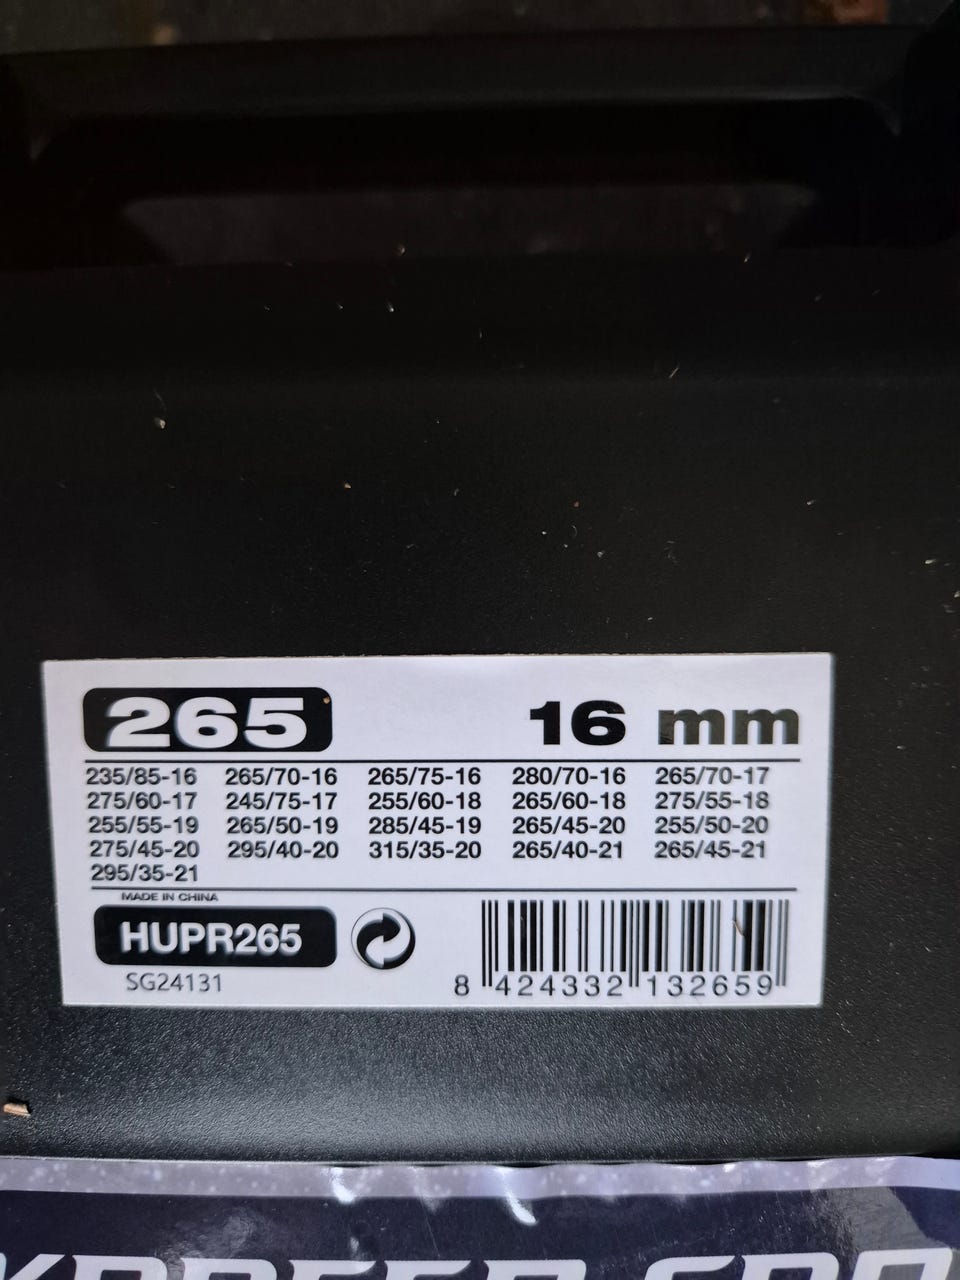 265 16 mm
235/85-16 265/70-16 265/75-16 280/70-16 265/70-17
275/60-17 245/75-17 255/60-18 265/60-18 275/55-18
255/55-19 265/50-19 285/45-19 265/45-20 255/50-20
275/45-20 295/40-20 315/35-20 265/40-21 265/45-21
295/35-21
MADE IN CHINA
HUPR265
SG24131
8 424332 132659